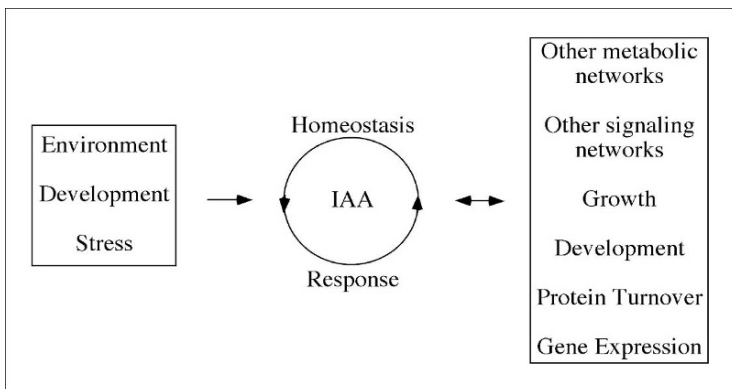 Environment
Development
Stress
Homeostasis
IAA
Response
Other metabolic
networks
Other signaling
networks
Growth
Development
Protein Turnover
Gene Expression